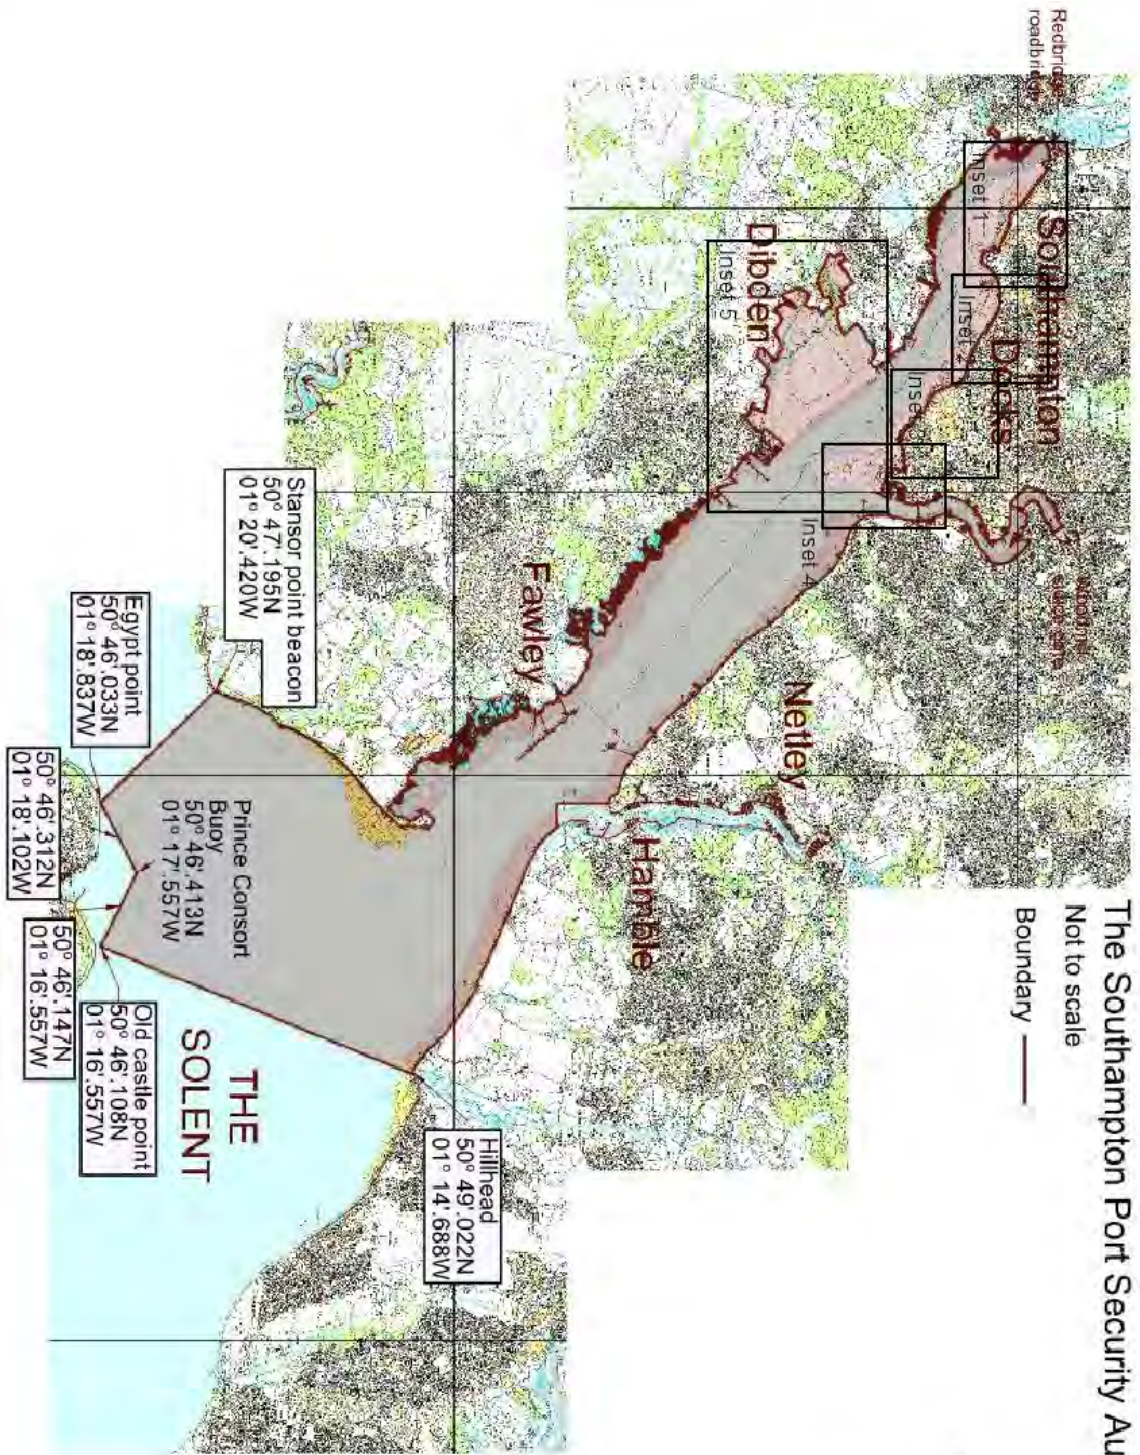 The Southampton Port Security Au
Not to scale
Boundary
Redbridge
roadbridge
Southampton
Docks
Inset 1
Inset 2
Inset
Inset 4
Inset 5
Dibden
Fawley
Netley
Hamble
Stansor point beacon
50° 47'.195N
01° 20'.420W
Egypt point
50° 46'.033N
01° 18'.837W
50° 46'.312N
01° 18'.102W
Prince Consort
Buoy
50° 46'.413N
01° 17'.557W
50° 46'.147N
01° 16'.557W
Old castle point
50° 46'.108N
01° 16'.557W
Hillhead
50° 49'.022N
01° 14'.688W
THE
SOLENT